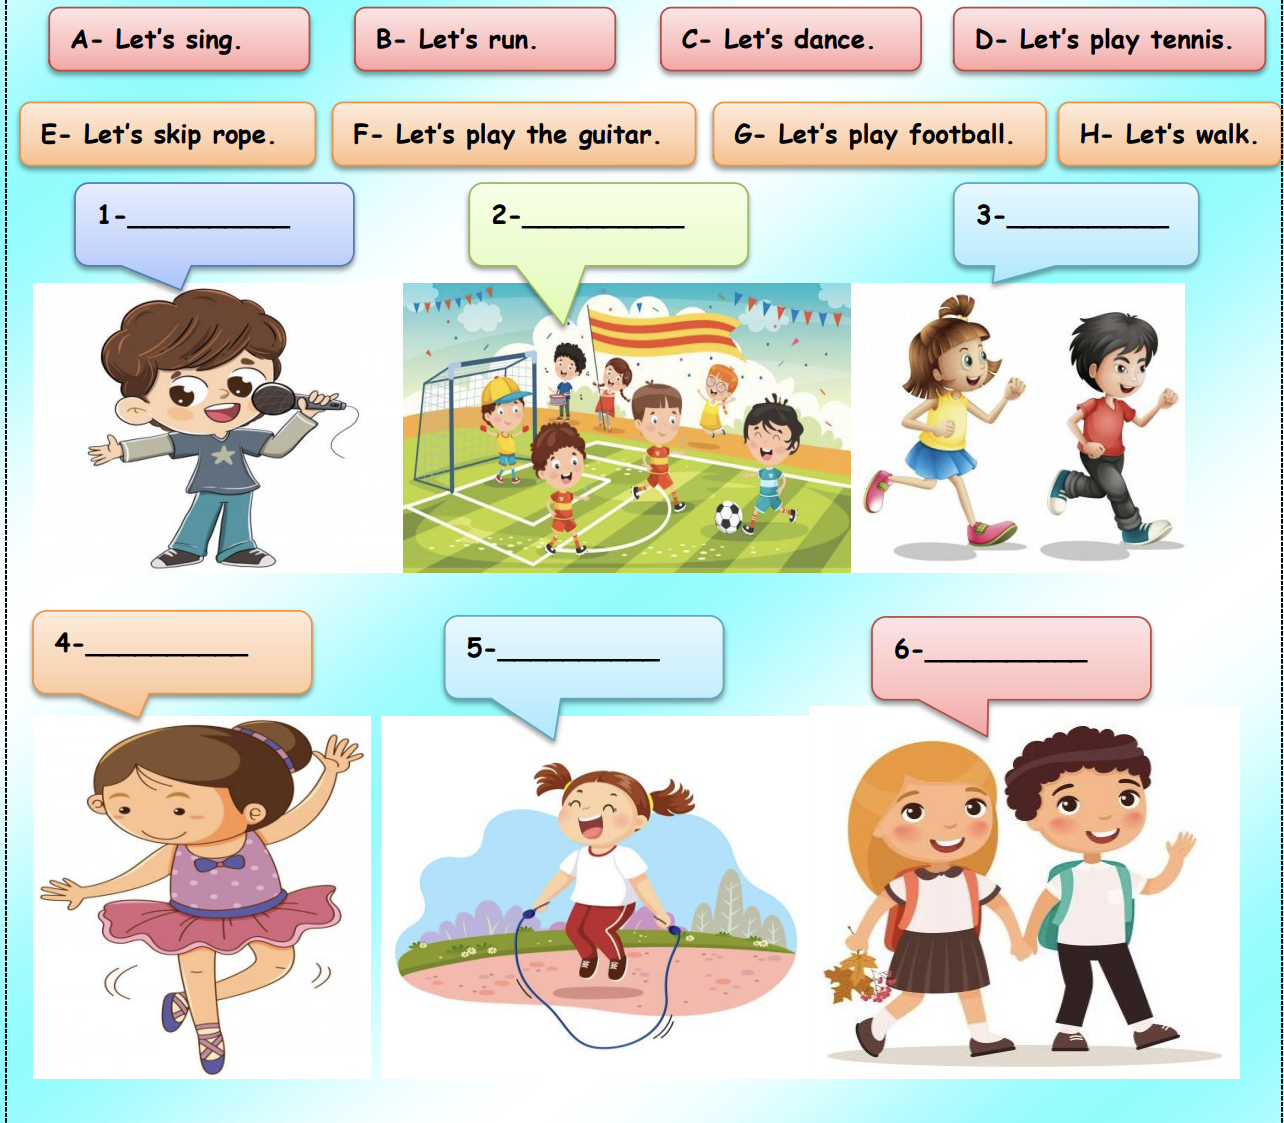 A- Let's sing.
B- Let's run.
C- Let's dance.
D- Let's play tennis.
E- Let's skip rope.
F- Let's play the guitar.
G- Let's play football.
H- Let's walk.
1-__________
2-__________
3-__________
4-__________
5-__________
6-__________